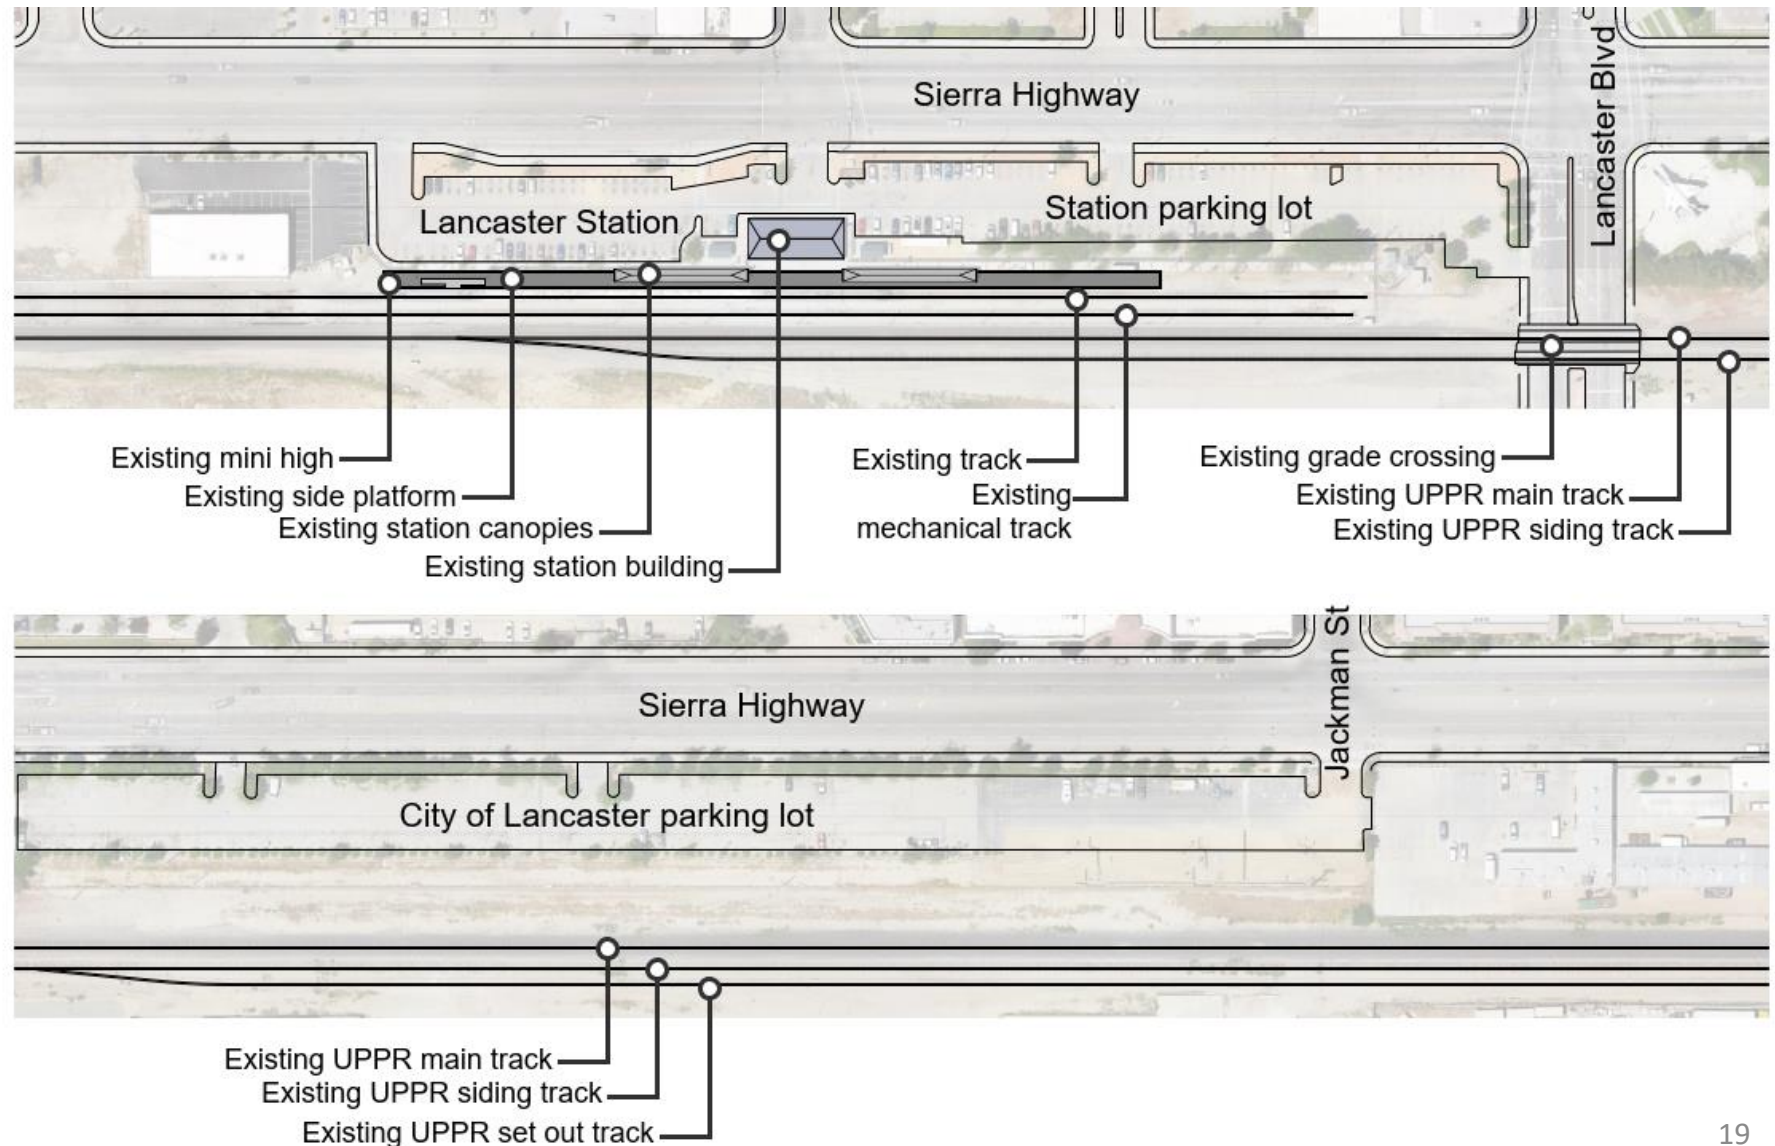 Sierra Highway
Lancaster Blvd
Lancaster Station
Station parking lot
Existing mini high
Existing side platform
Existing station canopies
Existing station building
Existing track
Existing
mechanical track
Existing grade crossing
Existing UPPR main track
Existing UPPR siding track
Sierra Highway
Jackman St
City of Lancaster parking lot
Existing UPPR main track
Existing UPPR siding track
Existing UPPR set out track
19